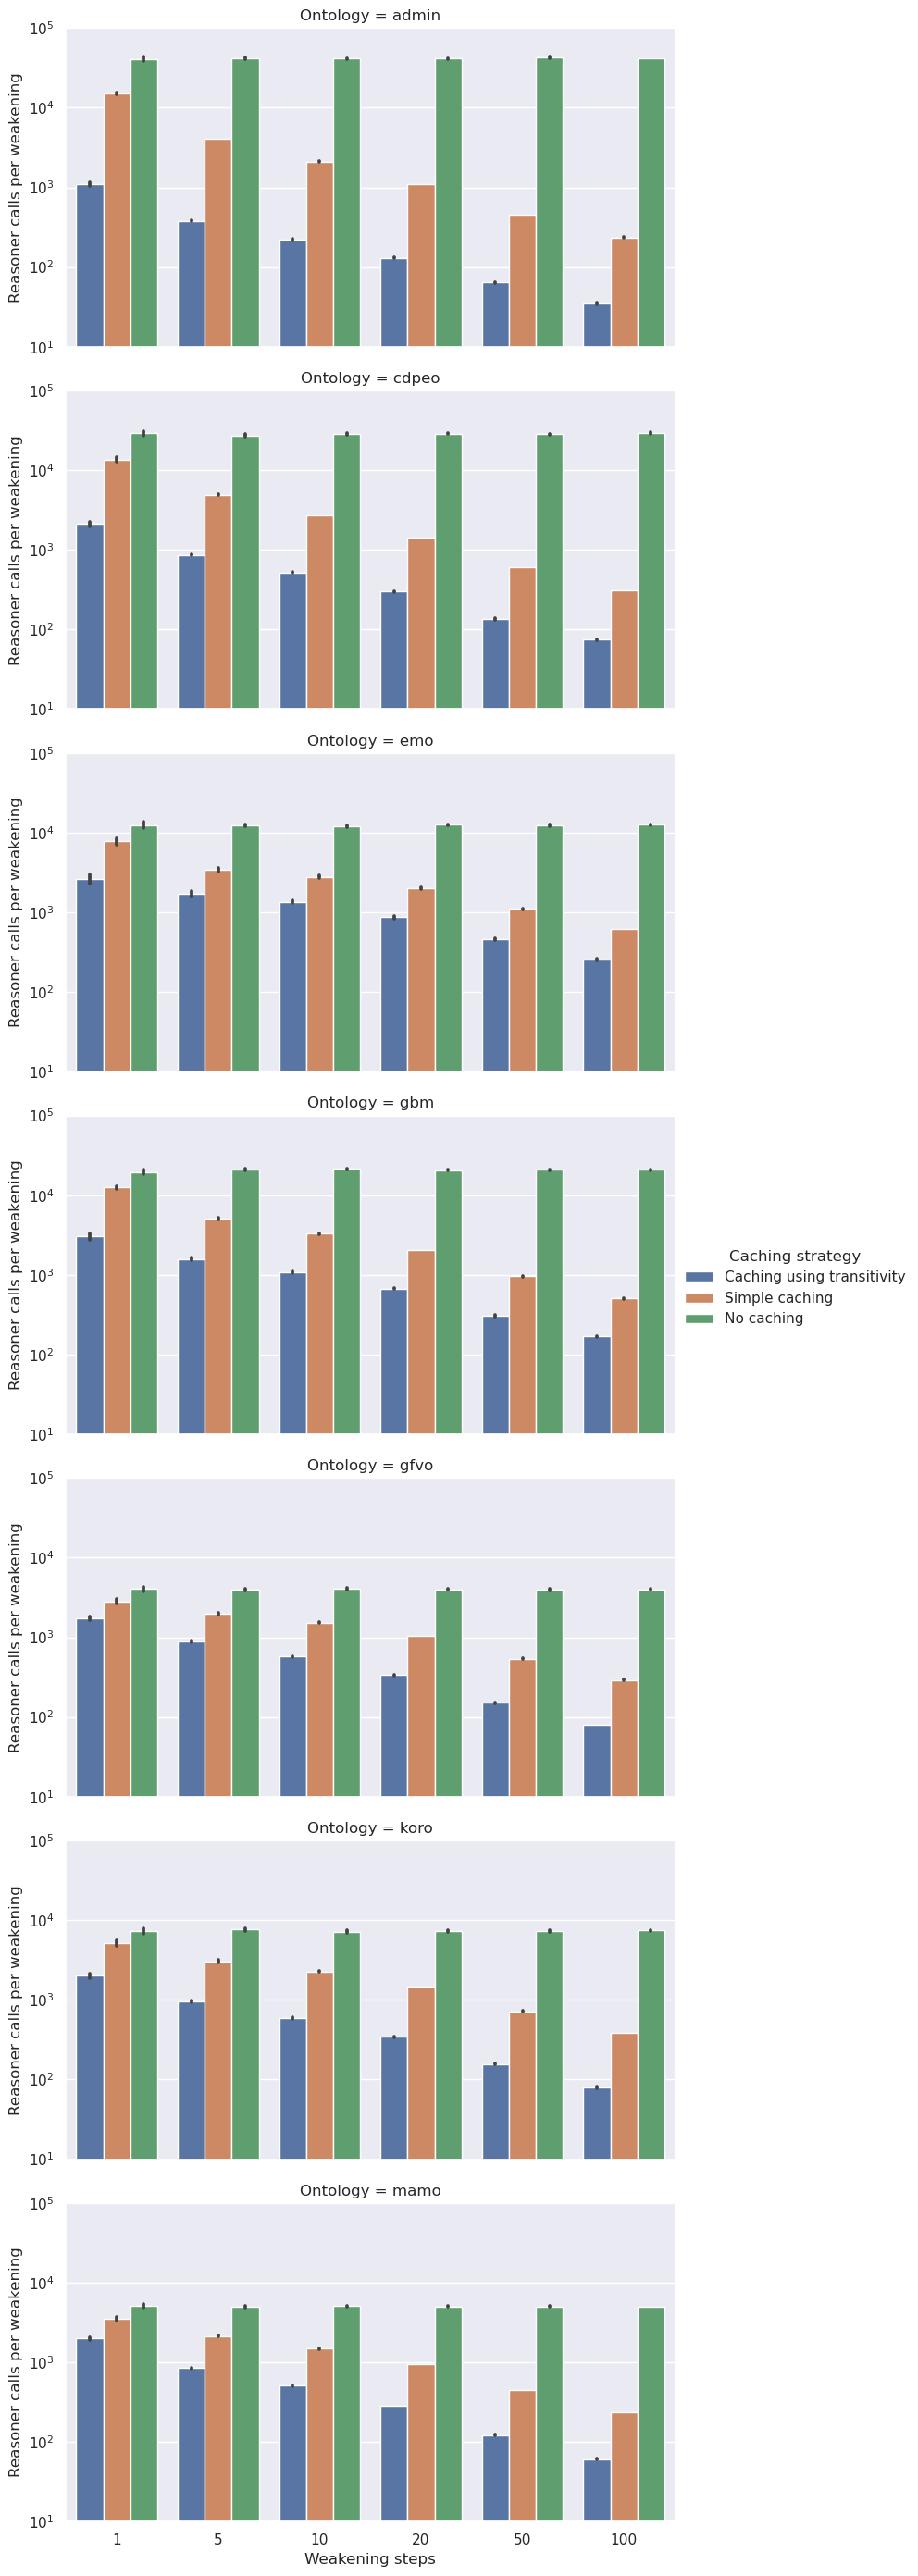 Ontology = admin
Reasoner calls per weakening
10^5
10^4
10^3
10^2
10^1
Ontology = cdpeo
Reasoner calls per weakening
10^5
10^4
10^3
10^2
10^1
Ontology = emo
Reasoner calls per weakening
10^5
10^4
10^3
10^2
10^1
Ontology = gbm
Reasoner calls per weakening
10^5
10^4
10^3
10^2
10^1
Caching strategy
Caching using transitivity
Simple caching
No caching
Ontology = gfvo
Reasoner calls per weakening
10^5
10^4
10^3
10^2
10^1
Ontology = koro
Reasoner calls per weakening
10^5
10^4
10^3
10^2
10^1
Ontology = mamo
Reasoner calls per weakening
10^5
10^4
10^3
10^2
10^1
1 5 10 20 50 100
Weakening steps